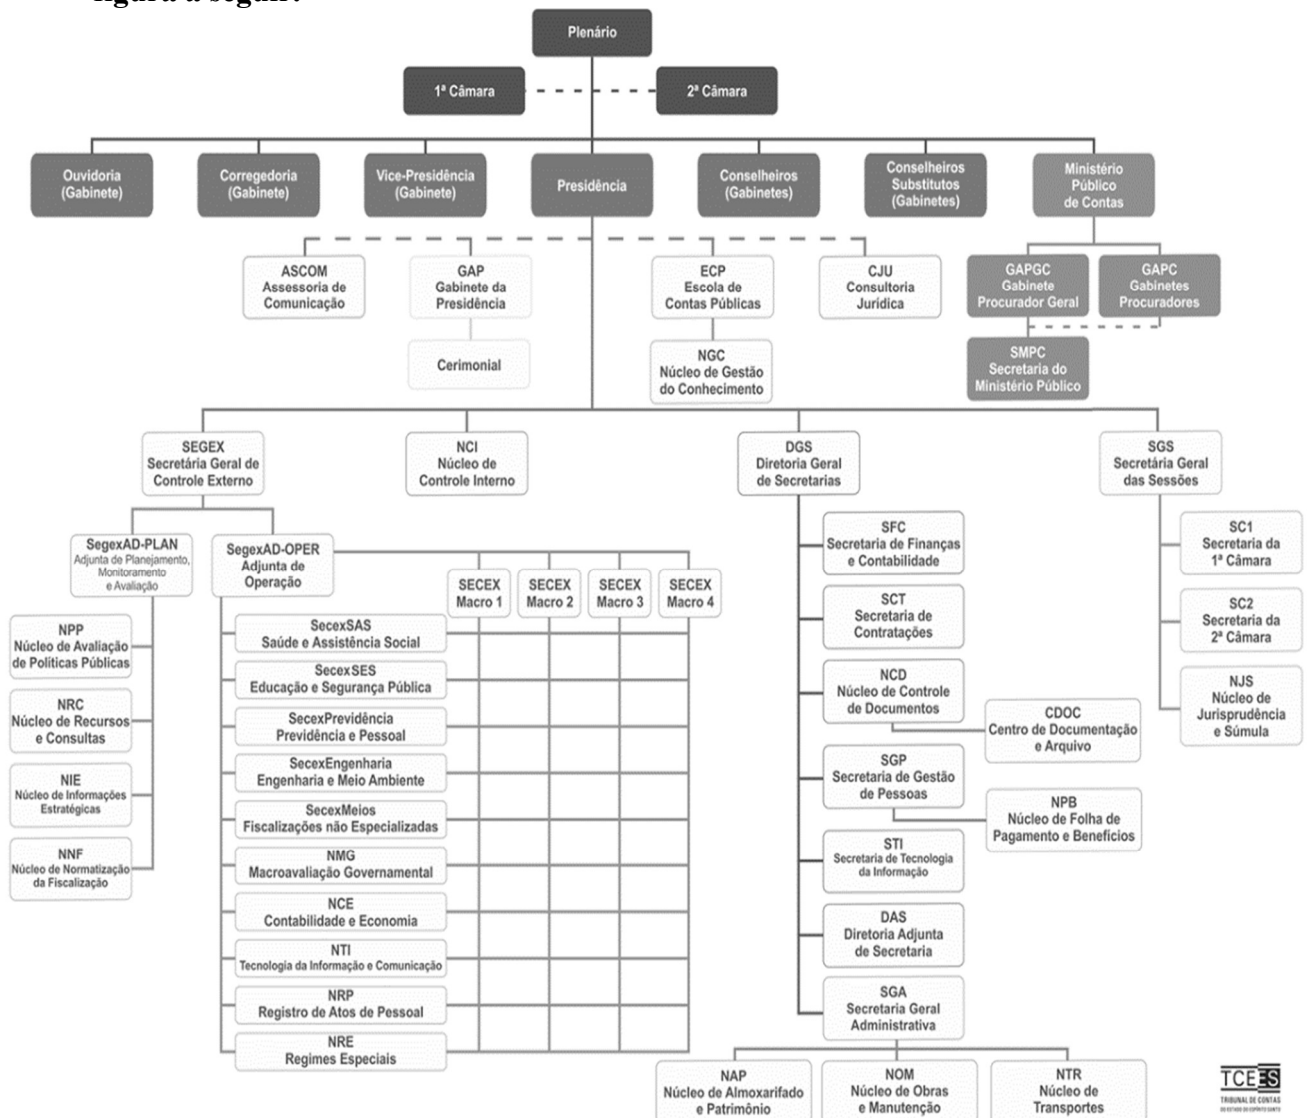 figura a seguir:
Plenário
1ª Câmara
2ª Câmara
Ouvidoria
(Gabinete)
Corregedoria
(Gabinete)
Vice-Presidência
(Gabinete)
Presidência
Conselheiros
(Gabinetes)
Conselheiros
Substitutos
(Gabinetes)
Ministério
Público
de Contas
ASCOM
Assessoria de
Comunicação
GAP
Gabinete da
Presidência
ECP
Escola de
Contas Públicas
CJU
Consultoria
Jurídica
GAPGC
Gabinete
Procurador Geral
GAPC
Gabinetes
Procuradores
Cerimonial
NGC
Núcleo de Gestão
do Conhecimento
SMPC
Secretaria do
Ministério Público
SEGEX
Secretária Geral de
Controle Externo
NCI
Núcleo de
Controle Interno
DGS
Diretoria Geral
de Secretarias
SGS
Secretária Geral
das Sessões
SegexAD-PLAN
Adjunta de Planejamento,
Monitoramento
e Avaliação
SegexAD-OPER
Adjunta de
Operação
SECEX
Macro 1
SECEX
Macro 2
SECEX
Macro 3
SECEX
Macro 4
NPP
Núcleo de Avaliação
de Políticas Públicas
NRC
Núcleo de Recursos
e Consultas
NIE
Núcleo de Informações
Estratégicas
NNF
Núcleo de Normatização
da Fiscalização
SecexSAS
Saúde e Assistência Social
SecexSES
Educação e Segurança Pública
SecexPrevidência
Previdência e Pessoal
SecexEngenharia
Engenharia e Meio Ambiente
SecexMeios
Fiscalizações não Especializadas
NMG
Macroavaliação Governamental
NCE
Contabilidade e Economia
NTI
Tecnologia da Informação e Comunicação
NRP
Registro de Atos de Pessoal
NRE
Regimes Especiais
SFC
Secretaria de Finanças
e Contabilidade
SCT
Secretaria de
Contratações
NCD
Núcleo de Controle
de Documentos
CDOC
Centro de Documentação
e Arquivo
SGP
Secretaria de Gestão
de Pessoas
NPB
Núcleo de Folha de
Pagamento e Benefícios
STI
Secretaria de Tecnologia
da Informação
DAS
Diretoria Adjunta
de Secretaria
SGA
Secretaria Geral
Administrativa
NAP
Núcleo de Almoxarifado
e Patrimônio
NOM
Núcleo de Obras
e Manutenção
NTR
Núcleo de
Transportes
SC1
Secretaria da
1ª Câmara
SC2
Secretaria da
2ª Câmara
NJS
Núcleo de
Jurisprudência
e Súmula
TCEES
TRIBUNAL DE CONTAS
DO ESTADO DO ESPÍRITO SANTO